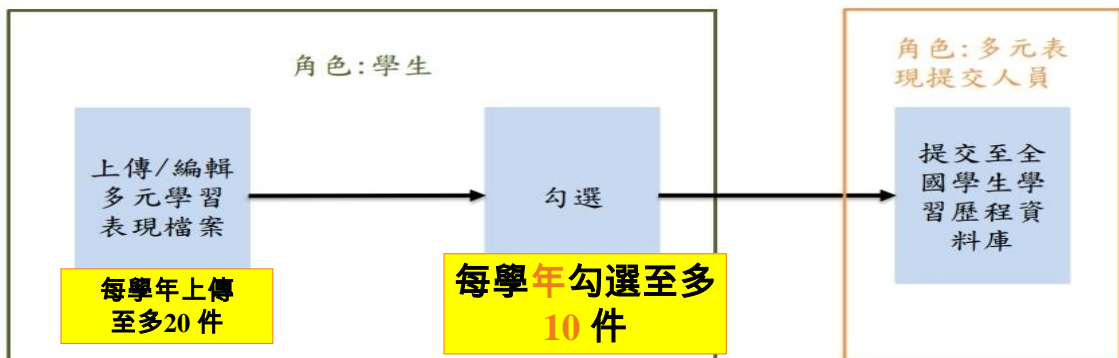 角色:學生
上傳/編輯
多元學習
表現檔案
每學年上傳
至多20 件
勾選
每學年勾選至多
10 件
角色:多元表
現提交人員
提交至全
國學生學
習歷程資
料庫